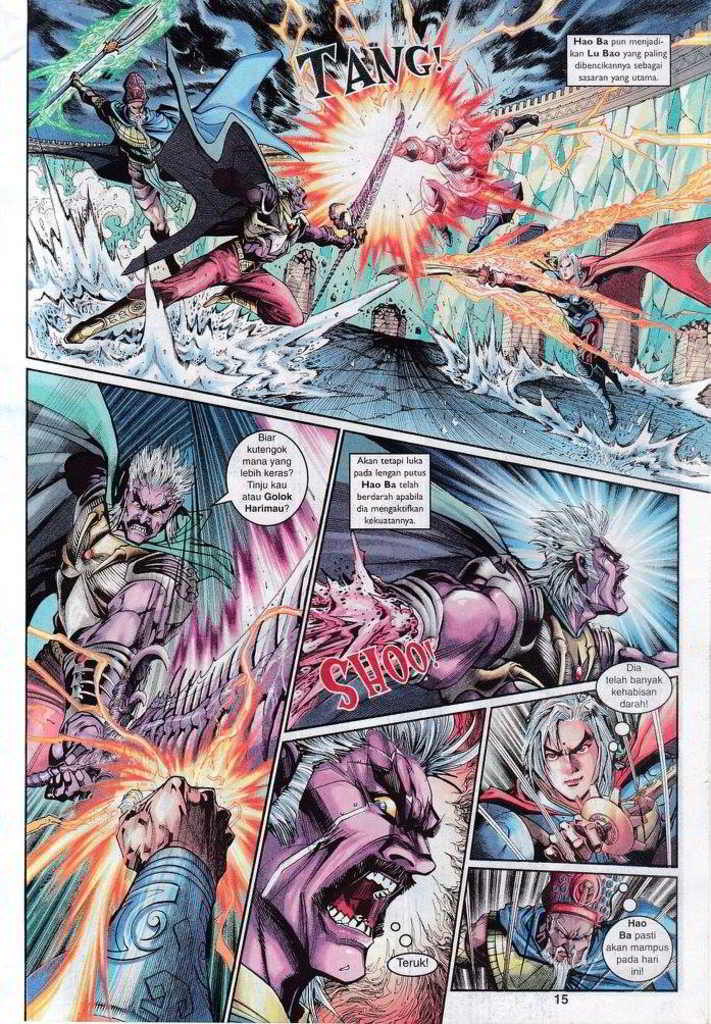 TANG!
Hao Ba pun menjadi-
kan Lu Bao yang paling
dibencikannya sebagai
sasaran yang utama.
Biar
kutengok
mana yang
lebih keras?
Tinju kau
atau Golok
Harimau?
Akan tetapi luka
pada lengan putus
Hao Ba telah
berdarah apabila
dia mengaktifkan
kekuatannya.
SHOO!
Dia
telah banyak
kehabisan
darah!
Teruk!
Hao
Ba pasti
akan mampus
pada hari
ini!
15